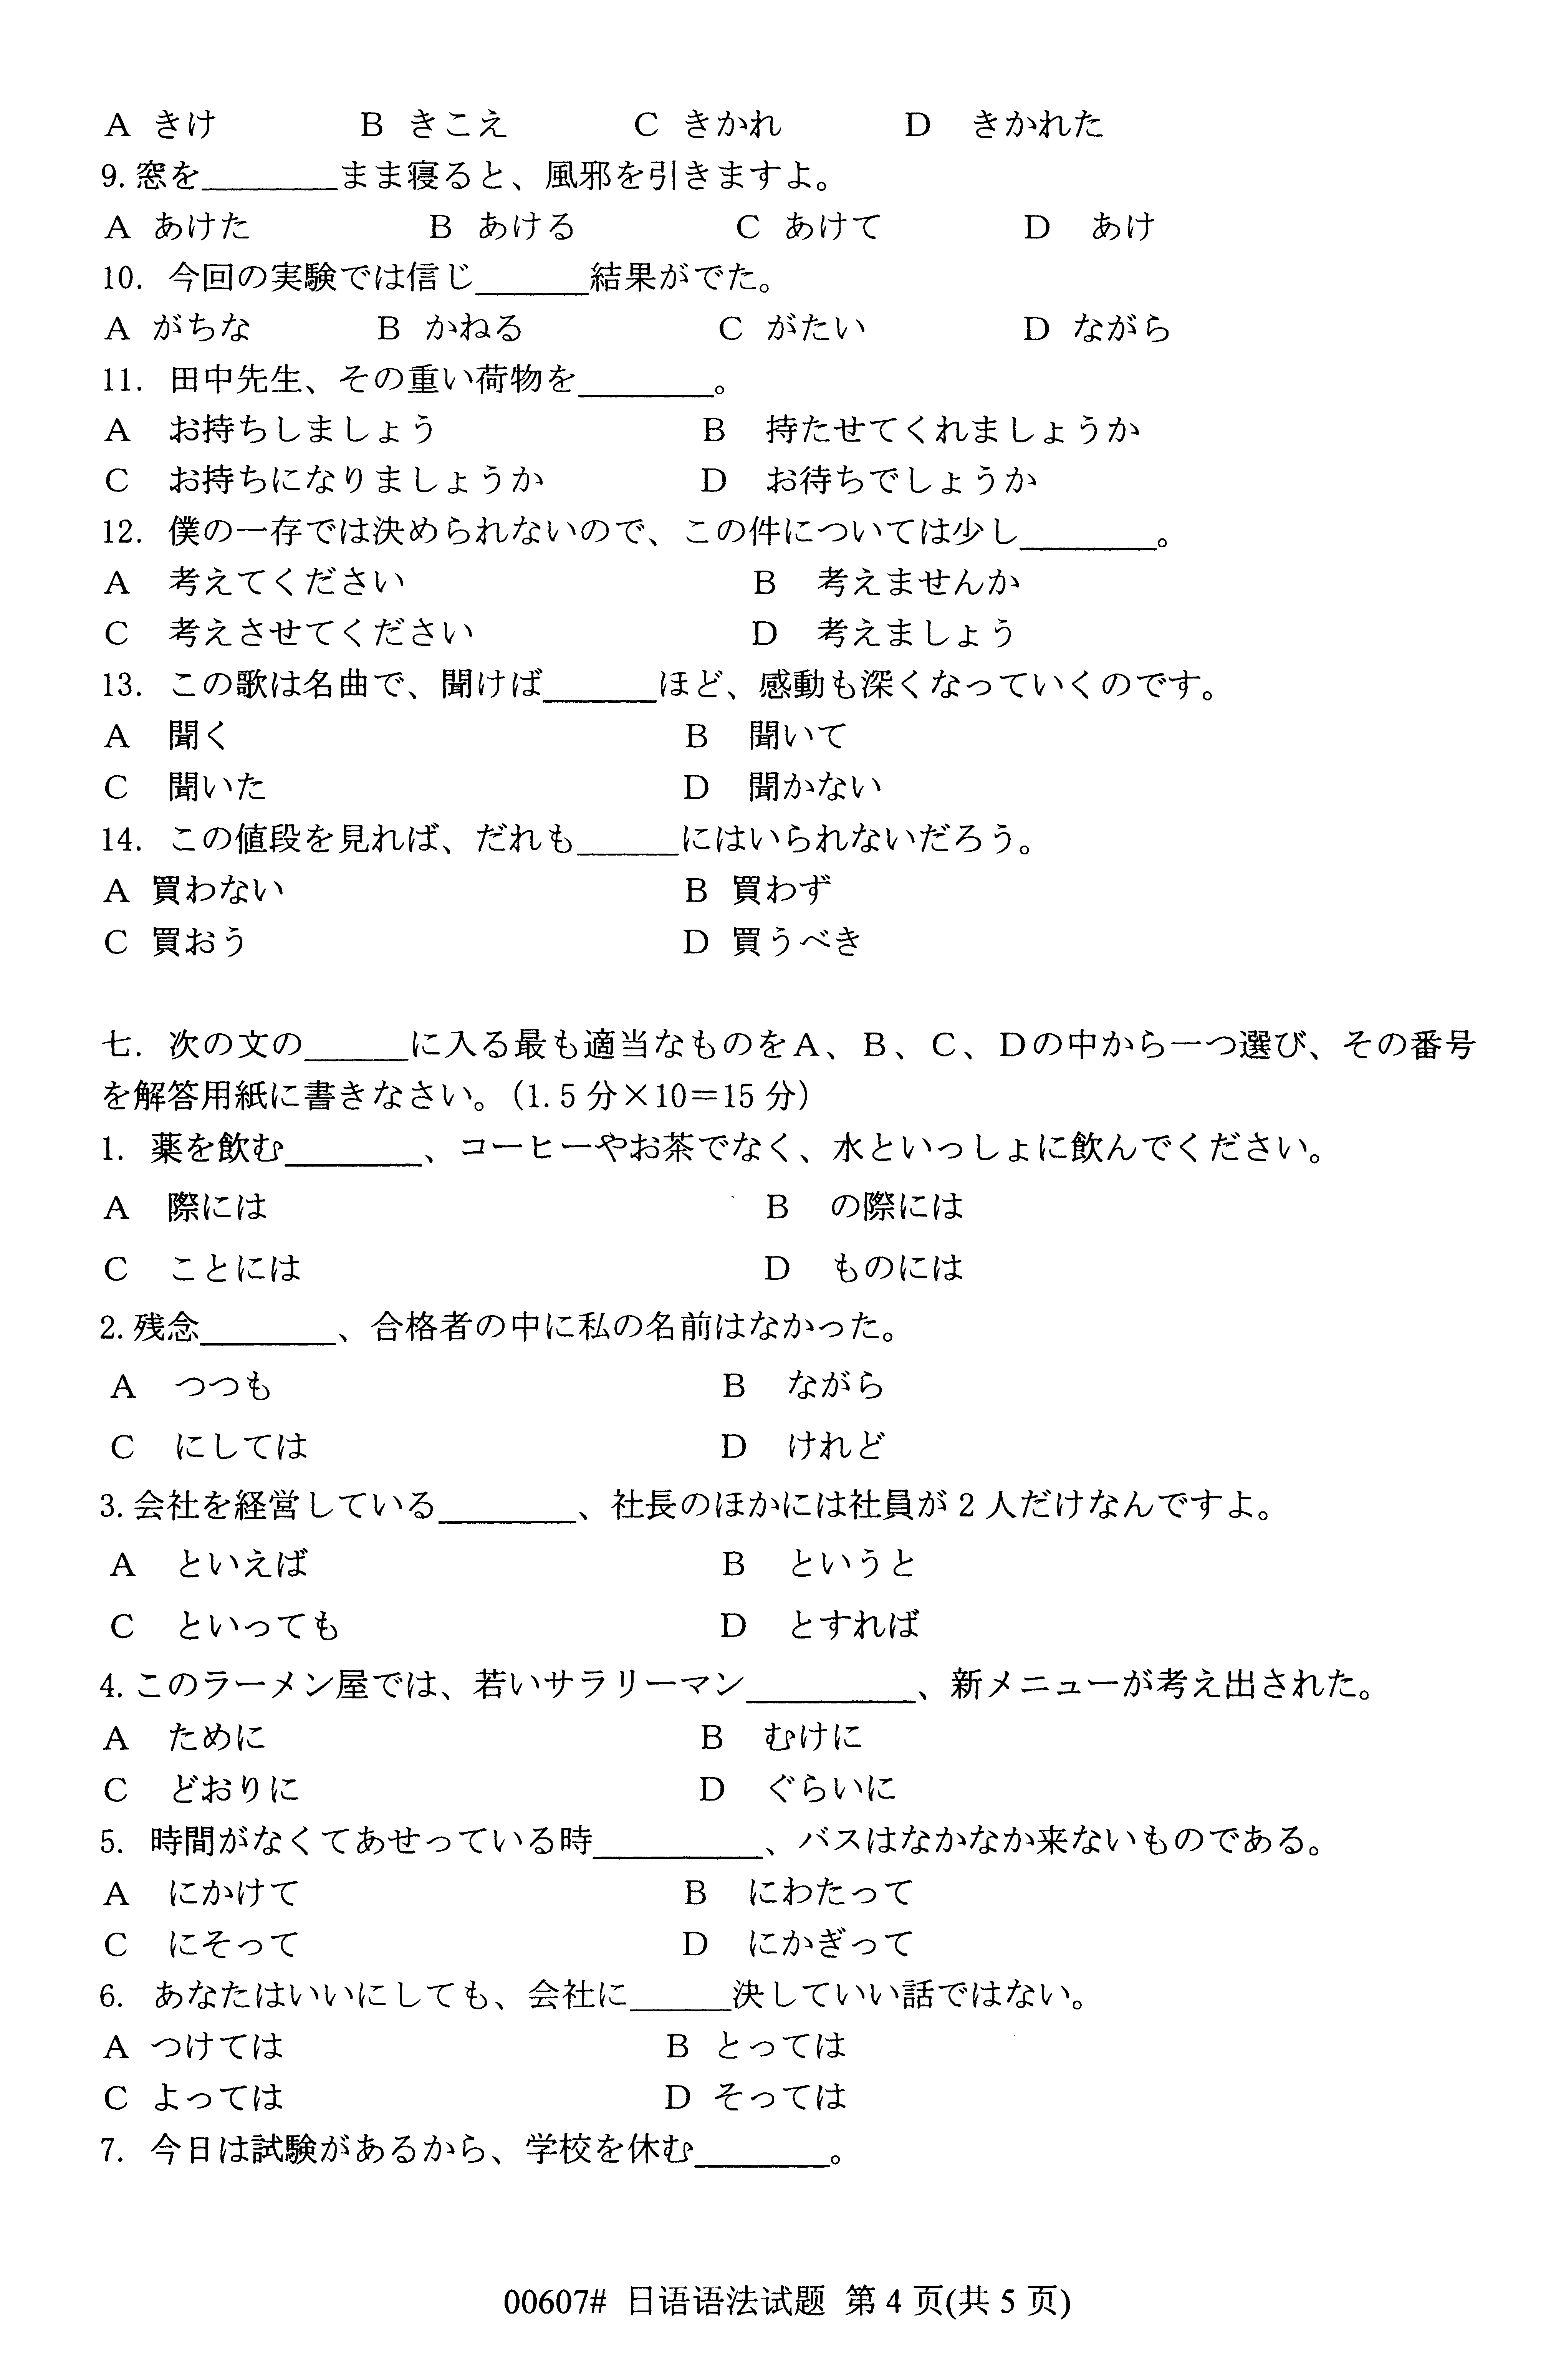 A きけ B きこえ C きかれ D きかれた
9. 窓を________まま寝ると、風邪を引きますよ。
A あけた B あける C あけて D あけ
10. 今回の実験では信じ_______結果がでた。
A がちな B かねる C がたい D ながら
11. 田中先生、その重い荷物を________。
A お持ちしましょう B 持たせてくれましょうか
C お持ちになりましょうか D お待ちでしょうか
12. 僕の一存では決められないので、この件については少し________。
A 考えてください B 考えませんか
C 考えさせてください D 考えましょう
13. この歌は名曲で、聞けば_______ほど、感動も深くなっていくのです。
A 聞く B 聞いて
C 聞いた D 聞かない
14. この値段を見れば、だれも______にはいられないだろう。
A 買わない B 買わず
C 買おう D 買うべき
七. 次の文の______に入る最も適当なものをA、B、C、Dの中から一つ選び、その番号
を解答用紙に書きなさい。(1.5 分×10=15 分)
1. 薬を飲む________、コーヒーやお茶でなく、水といっしょに飲んでください。
A 際には B の際には
C ことには D ものには
2. 残念________、合格者の中に私の名前はなかった。
A つつも B ながら
C にしては D けれど
3. 会社を経営している________、社長のほかには社員が 2 人だけなんですよ。
A といえば B というと
C といっても D とすれば
4. このラーメン屋では、若いサラリーマン__________、新メニューが考え出された。
A ために B むけに
C どおりに D ぐらいに
5. 時間がなくてあせっている時__________、バスはなかなか来ないものである。
A にかけて B にわたって
C にそって D にかぎって
6. あなたはいいにしても、会社に______決していい話ではない。
A つけては B とっては
C よっては D そっては
7. 今日は試験があるから、学校を休む________。
00607# 日语语法试题 第 4 页(共 5 页)